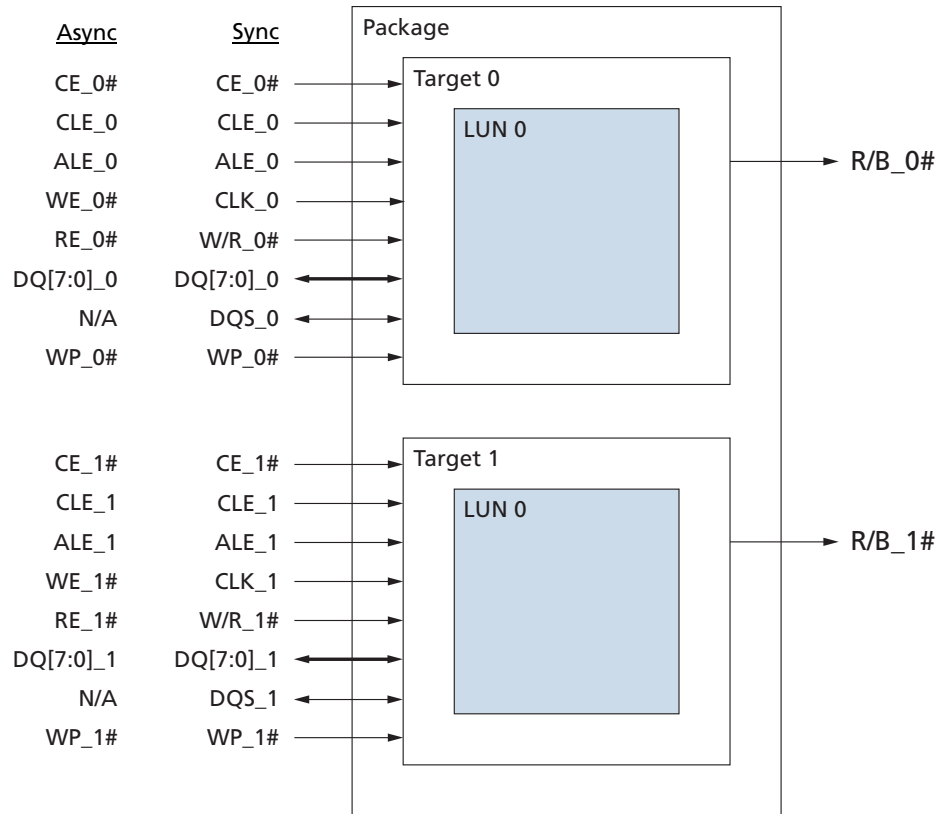 Async Sync Package
CE_0# CE_0# Target 0
CLE_0 CLE_0 LUN 0
ALE_0 ALE_0 R/B_0#
WE_0# CLK_0
RE_0# W/R_0#
DQ[7:0]_0 DQ[7:0]_0
N/A DQS_0
WP_0# WP_0#
CE_1# CE_1# Target 1
CLE_1 CLE_1 LUN 0
ALE_1 ALE_1 R/B_1#
WE_1# CLK_1
RE_1# W/R_1#
DQ[7:0]_1 DQ[7:0]_1
N/A DQS_1
WP_1# WP_1#